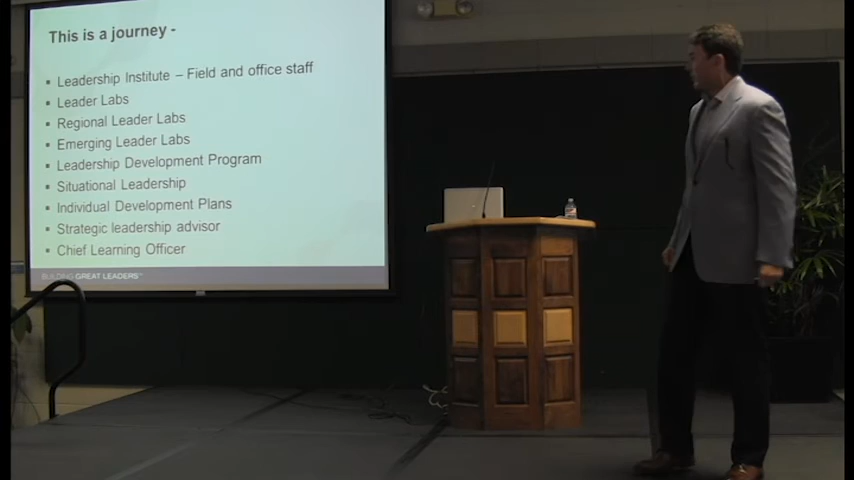 This is a journey -
▪ Leadership Institute – Field and office staff
▪ Leader Labs
▪ Regional Leader Labs
▪ Emerging Leader Labs
▪ Leadership Development Program
▪ Situational Leadership
▪ Individual Development Plans
▪ Strategic leadership advisor
▪ Chief Learning Officer
BUILDING GREAT LEADERS™